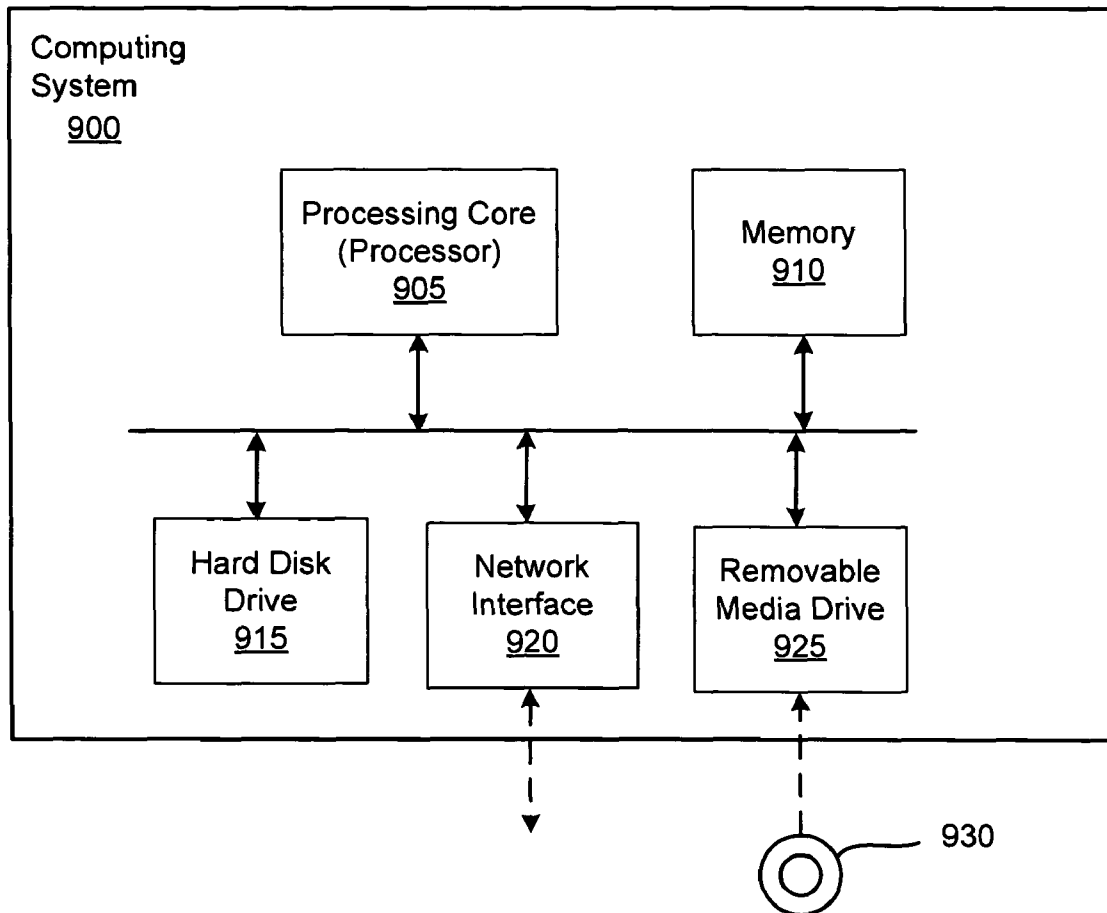 Computing
System
900
Processing Core
(Processor)
905
Memory
910
Hard Disk
Drive
915
Network
Interface
920
Removable
Media Drive
925
930